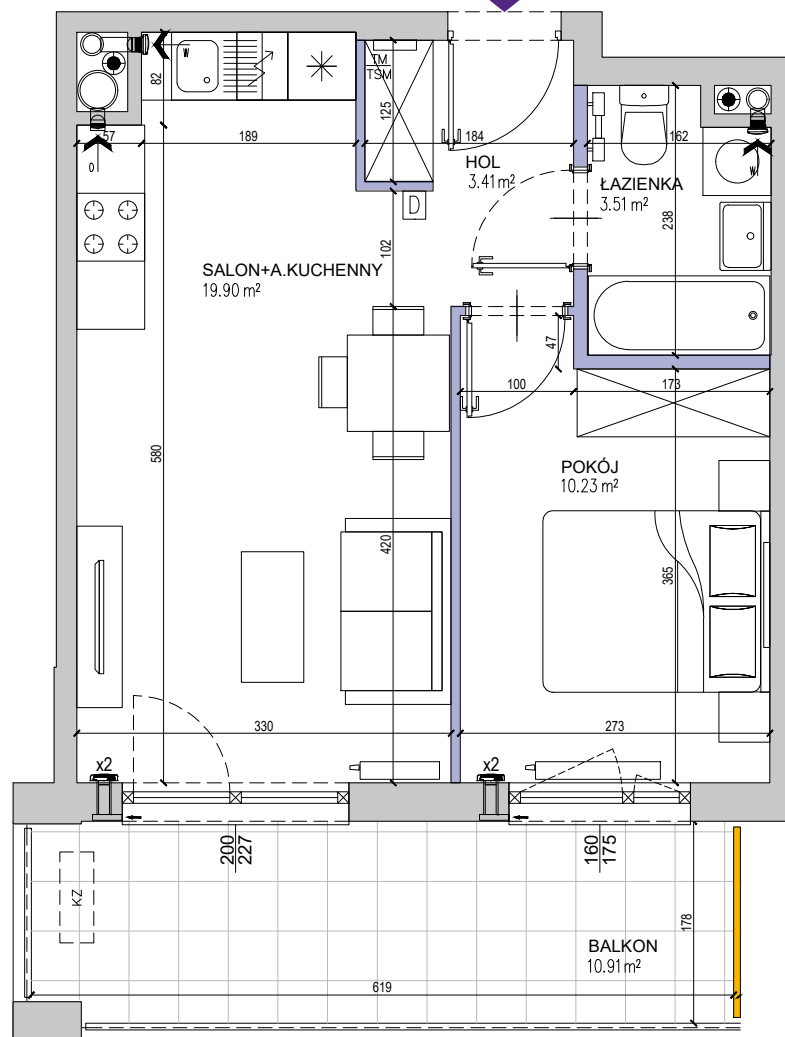 W
82
TM
TSM
125
57
189
184
162
0
W
HOL
3.41 m²
ŁAZIENKA
3.51 m²
D
238
102
SALON+A.KUCHENNY
19.90 m²
47
100
173
580
POKÓJ
10.23 m²
420
365
330
273
x2
x2
200
227
160
175
KZ
178
BALKON
10.91 m²
619